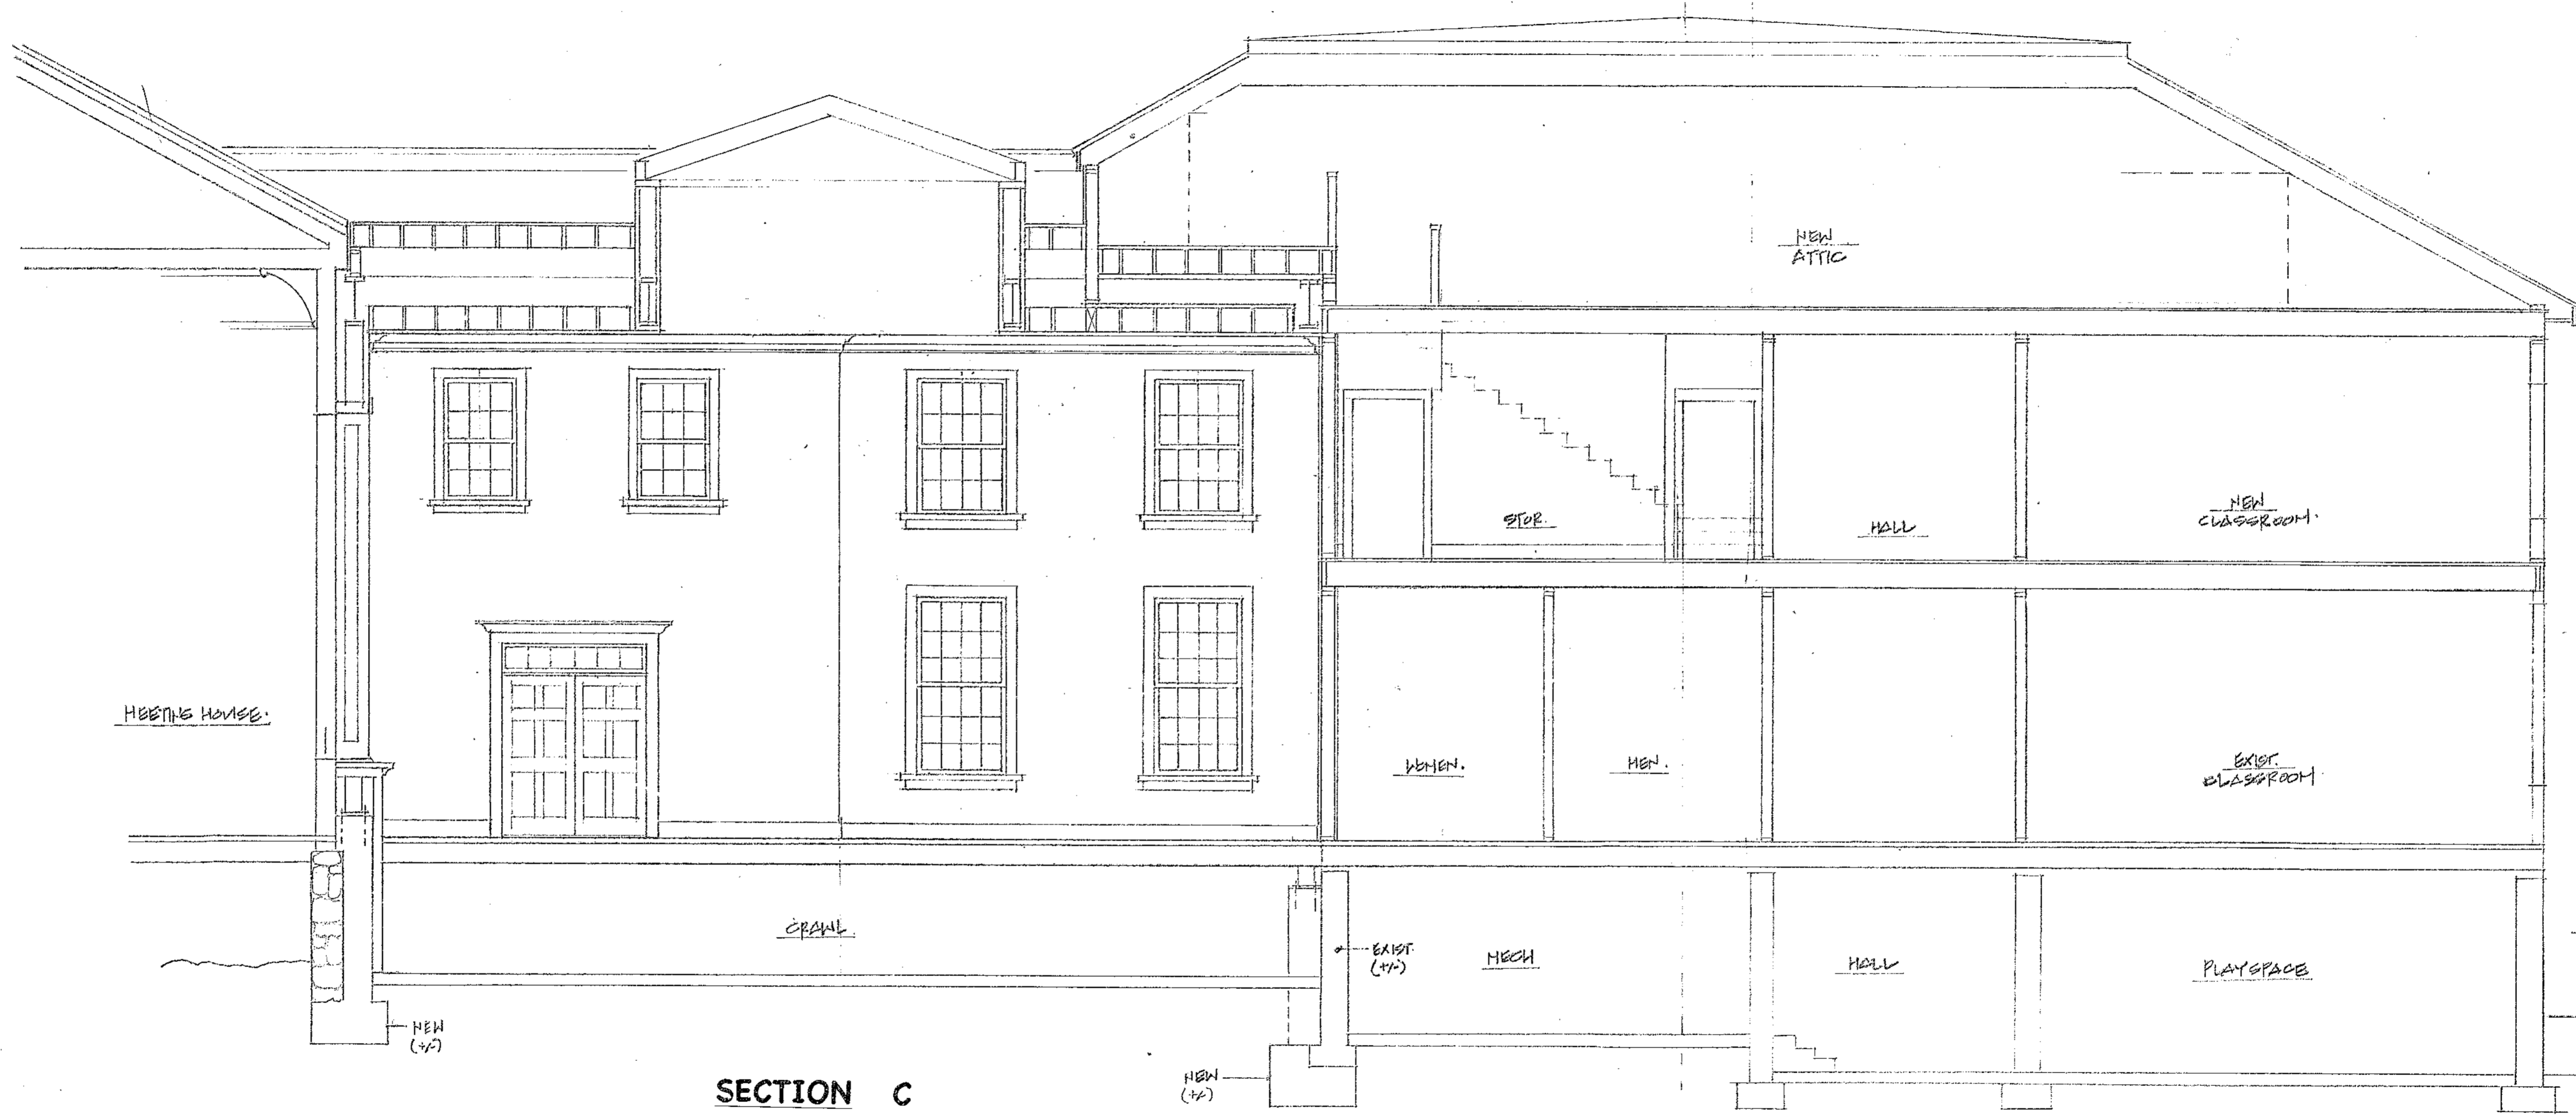 NEW
ATTIC
STOR.
HALL
NEW
CLASSROOM.
MEETING HOUSE.
WOMEN.
MEN.
EXIST.
CLASSROOM
CRAWL
EXIST.
(+/-)
MECH
HALL
PLAYSPACE
NEW
(+/-)
NEW
(+/-)
SECTION C